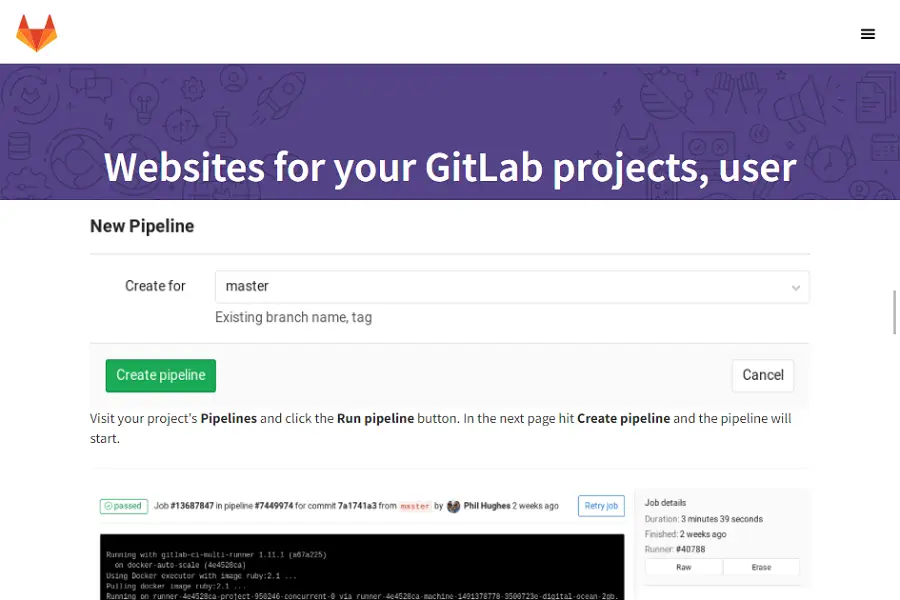 Websites for your GitLab projects, user
New Pipeline
Create for
master
Existing branch name, tag
Create pipeline
Cancel
Visit your project's Pipelines and click the Run pipeline button. In the next page hit Create pipeline and the pipeline will
start.
passed Job #13687847 in pipeline #7449974 for commit 7a1741a3 from master by Phil Hughes 2 weeks ago
Retry job
Job details
Duration: 3 minutes 39 seconds
Finished: 2 weeks ago
Runner: #40788
Raw
Erase
Running with gitlab-ci-multi-runner 1.11.1 (a67a225)
on docker-auto-scale (4e4528ca)
Using Docker executor with image ruby:2.1 ...
Pulling docker image ruby:2.1 ...
Running on runner-4e4528ca-project-950246-concurrent-0 via runner-4e4528ca-machine-1491378778-3500723e-digital-ocean-2gb.